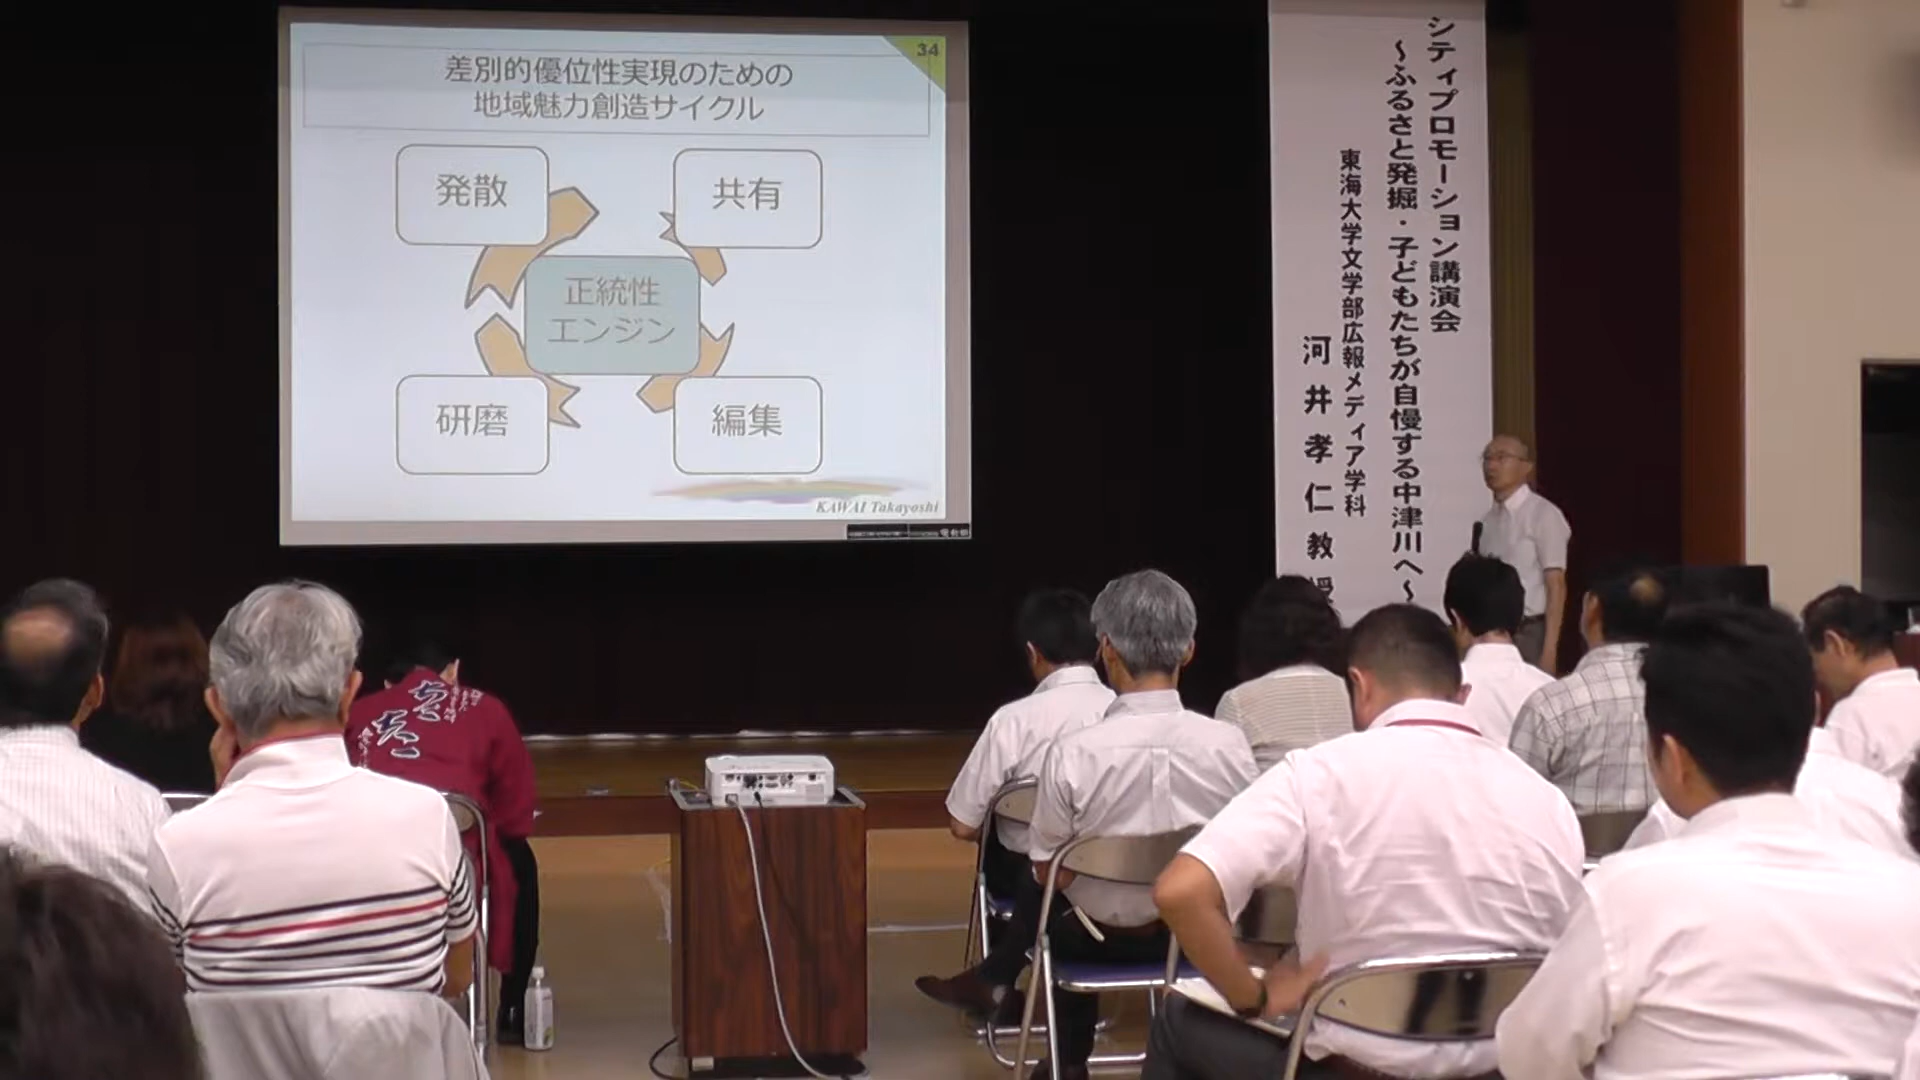 34
差別的優位性実現のための
地域魅力創造サイクル
発散
共有
正統性
エンジン
研磨
編集
KAWAI Takayoshi
シティプロモーション講演会
～ふるさと発掘・子どもたちが自慢する中津川へ～
東海大学文学部広報メディア学科
河井孝仁教授